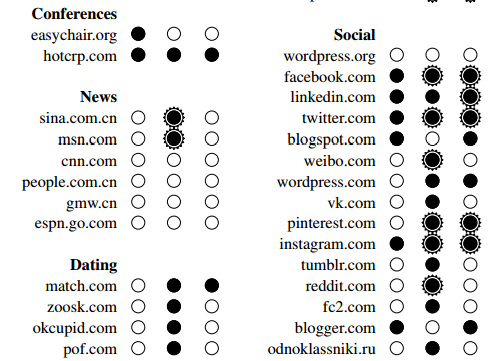 Conferences
easychair.org
hotcrp.com
News
sina.com.cn
msn.com
cnn.com
people.com.cn
gmw.cn
espn.go.com
Dating
match.com
zoosk.com
okcupid.com
pof.com
Social
wordpress.org
facebook.com
linkedin.com
twitter.com
blogspot.com
weibo.com
wordpress.com
vk.com
pinterest.com
instagram.com
tumblr.com
reddit.com
fc2.com
blogger.com
odnoklassniki.ru